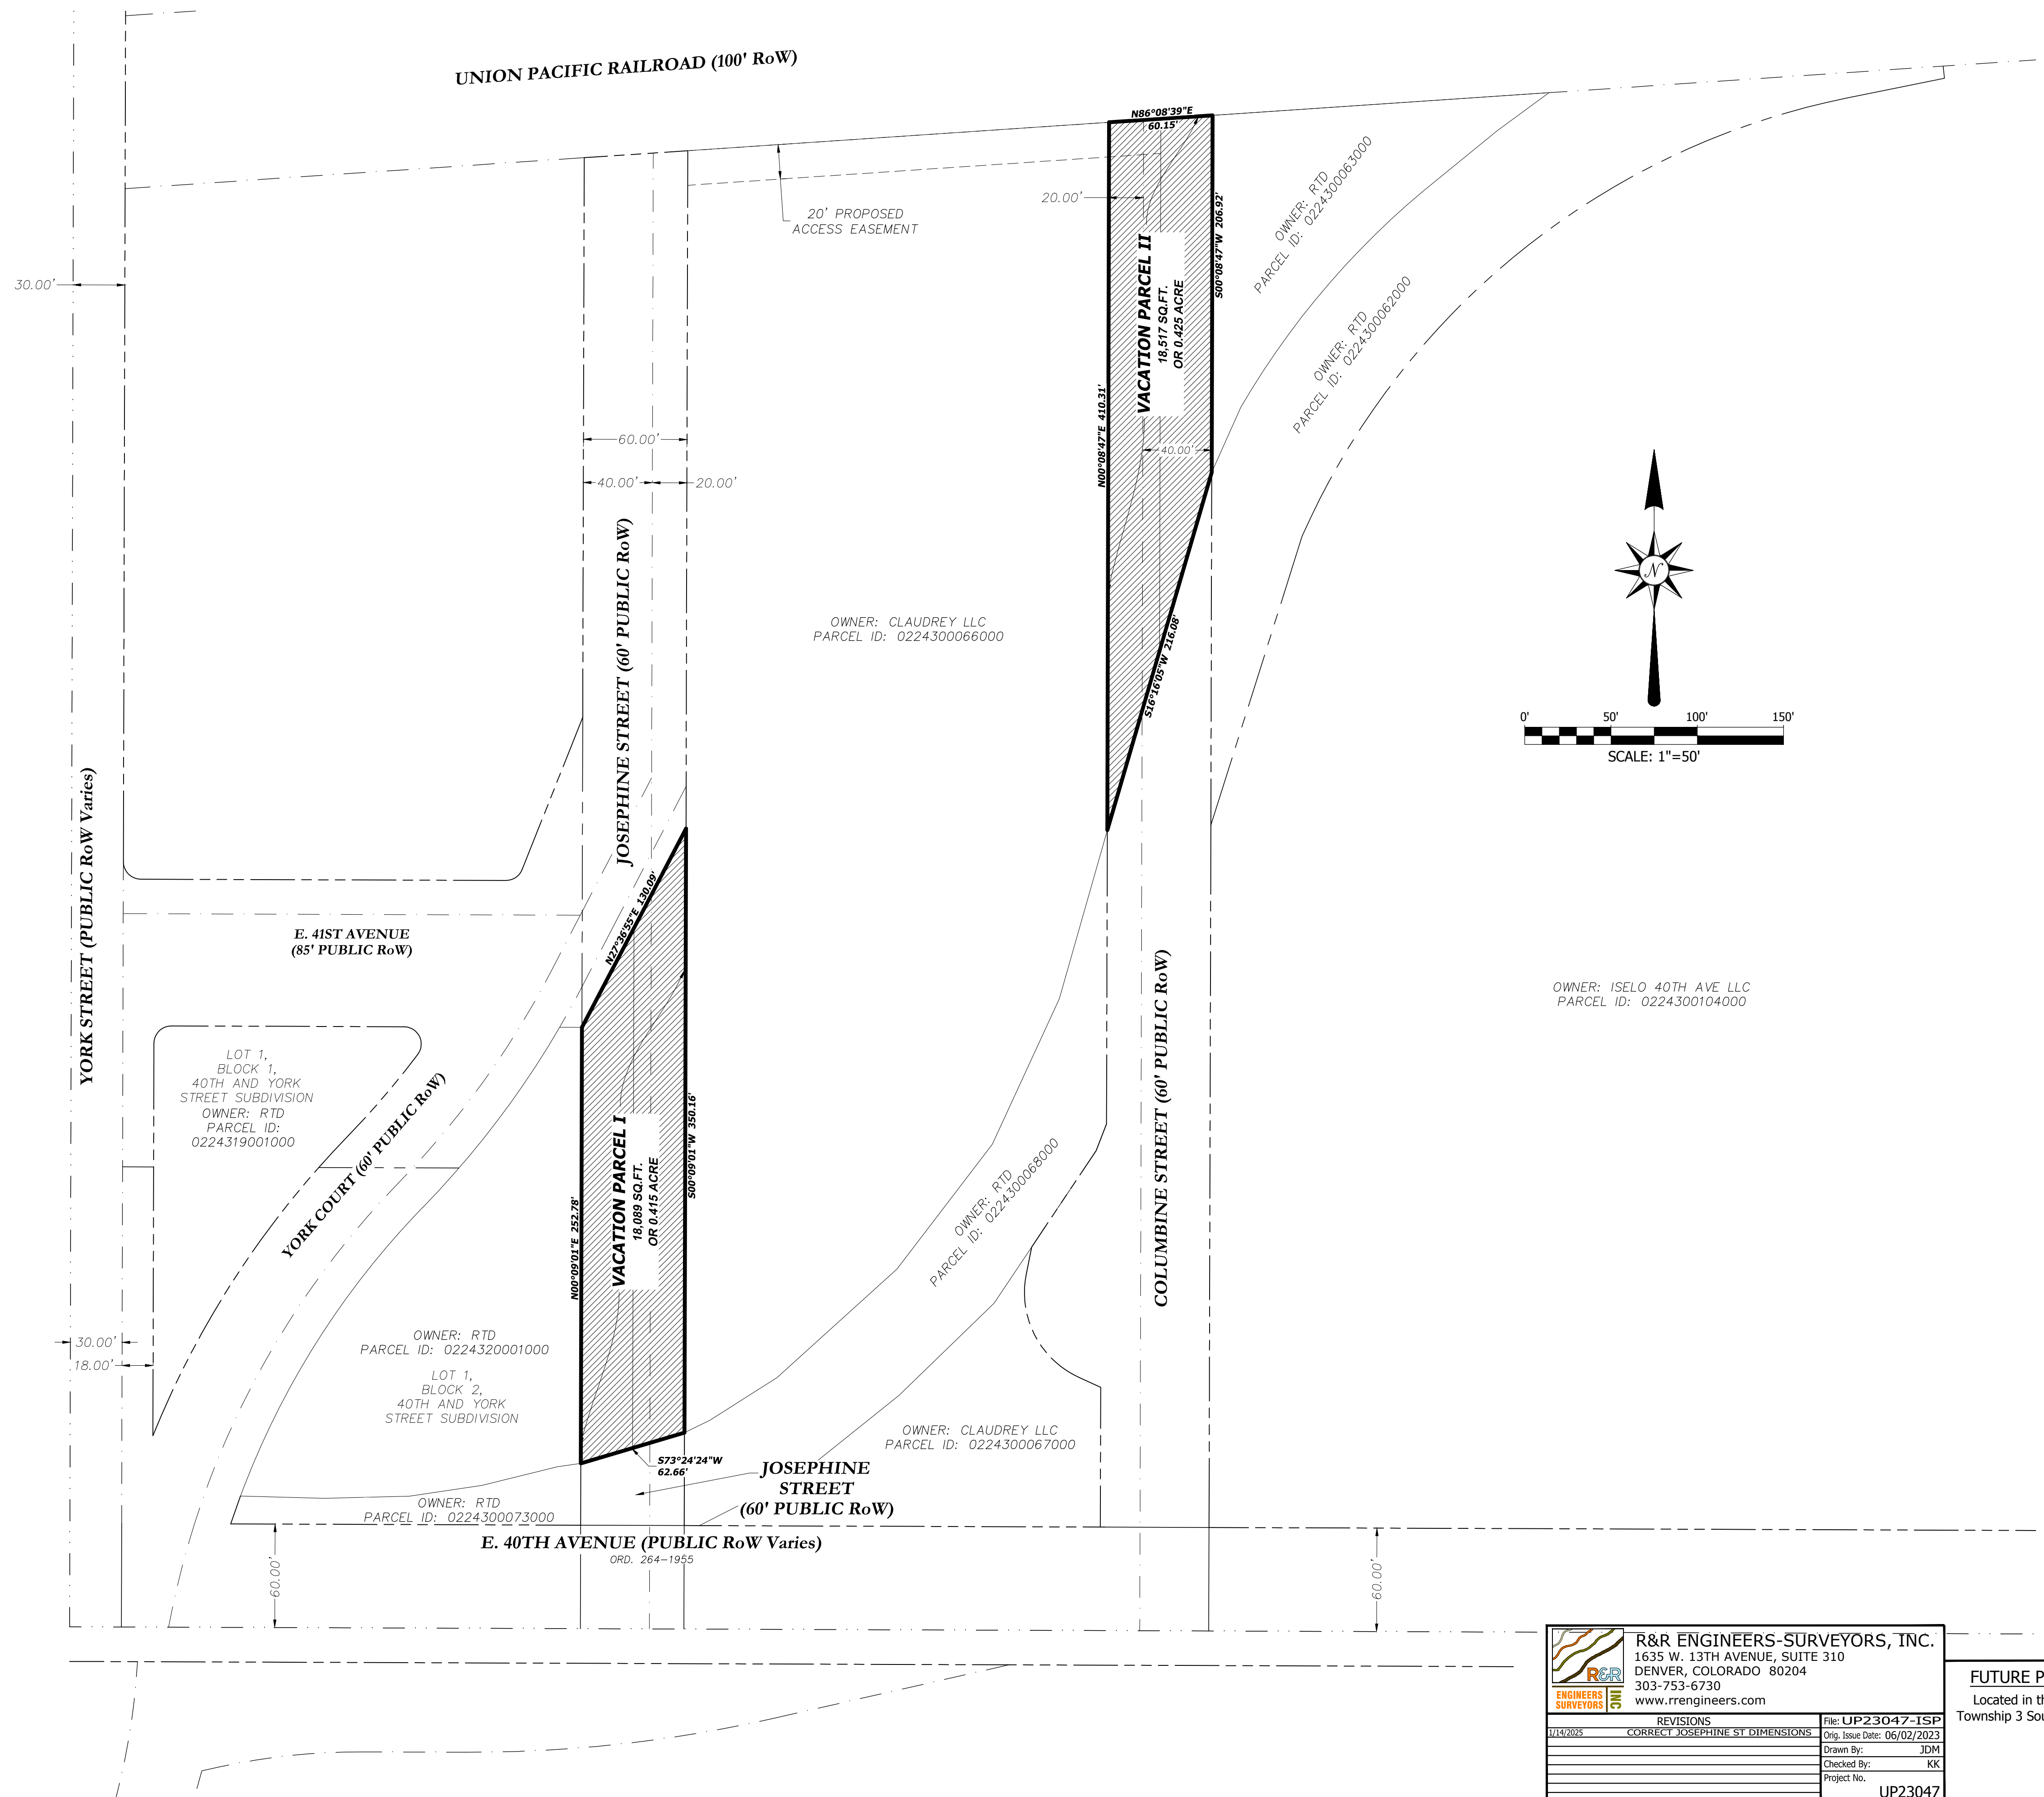 UNION PACIFIC RAILROAD (100' RoW)
N86°08'39"E
60.15'
20' PROPOSED
ACCESS EASEMENT
20.00'
30.00'
VACATION PARCEL II
18,517 SQ.FT.
OR 0.425 ACRE
S00°08'47"W 206.92'
N00°08'47"E 410.31'
40.00'
S16°16'05"W 216.08'
OWNER: RTD
PARCEL ID: 0224300063000
OWNER: RTD
PARCEL ID: 0224300062000
60.00'
40.00'
20.00'
JOSEPHINE STREET (60' PUBLIC RoW)
OWNER: CLAUDREY LLC
PARCEL ID: 0224300066000
N
0' 50' 100' 150'
SCALE: 1"=50'
YORK STREET (PUBLIC RoW Varies)
E. 41ST AVENUE
(85' PUBLIC RoW)
N27°36'55"E 130.09'
LOT 1,
BLOCK 1,
40TH AND YORK
STREET SUBDIVISION
OWNER: RTD
PARCEL ID:
0224319001000
YORK COURT (60' PUBLIC RoW)
VACATION PARCEL I
18,089 SQ.FT.
OR 0.415 ACRE
N00°09'01"E 252.78'
S00°09'01"W 350.16'
OWNER: RTD
PARCEL ID: 0224300068000
COLUMBINE STREET (60' PUBLIC RoW)
OWNER: ISELO 40TH AVE LLC
PARCEL ID: 0224300104000
30.00'
18.00'
OWNER: RTD
PARCEL ID: 0224320001000
LOT 1,
BLOCK 2,
40TH AND YORK
STREET SUBDIVISION
OWNER: CLAUDREY LLC
PARCEL ID: 0224300067000
S73°24'24"W
62.66'
JOSEPHINE
STREET
(60' PUBLIC RoW)
OWNER: RTD
PARCEL ID: 0224300073000
E. 40TH AVENUE (PUBLIC RoW Varies)
ORD. 264-1955
60.00'
60.00'
R&R
ENGINEERS
SURVEYORS
INC
R&R ENGINEERS-SURVEYORS, INC.
1635 W. 13TH AVENUE, SUITE 310
DENVER, COLORADO 80204
303-753-6730
www.rrengineers.com
REVISIONS
1/14/2025 CORRECT JOSEPHINE ST DIMENSIONS
File: UP23047-ISP
Orig. Issue Date: 06/02/2023
Drawn By: JDM
Checked By: KK
Project No.
UP23047
FUTURE P
Located in th
Township 3 Sou